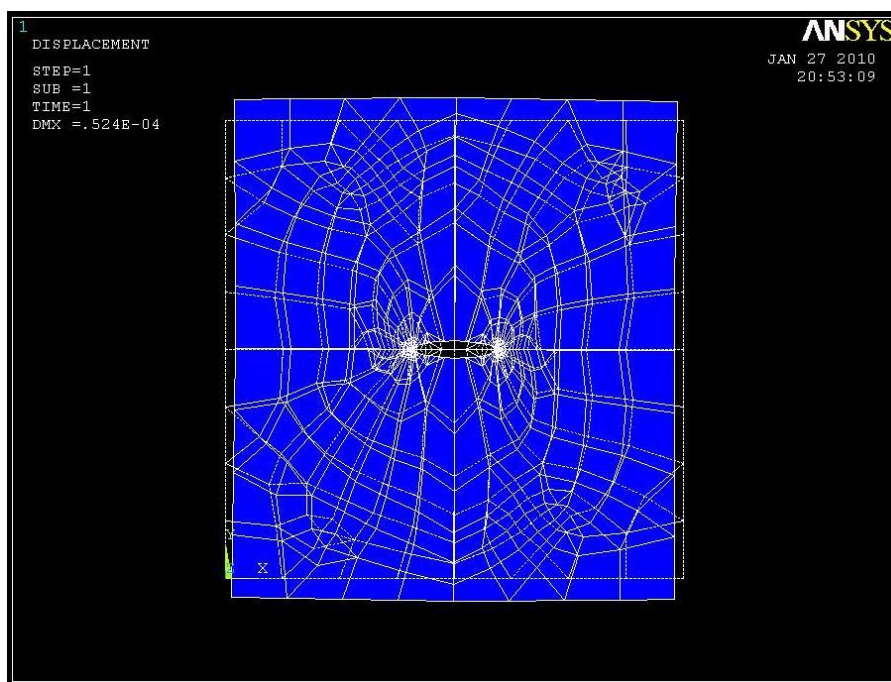 1
ANSYS
DISPLACEMENT
JAN 27 2010
STEP=1
20:53:09
SUB =1
TIME=1
DMX =.524E-04
X